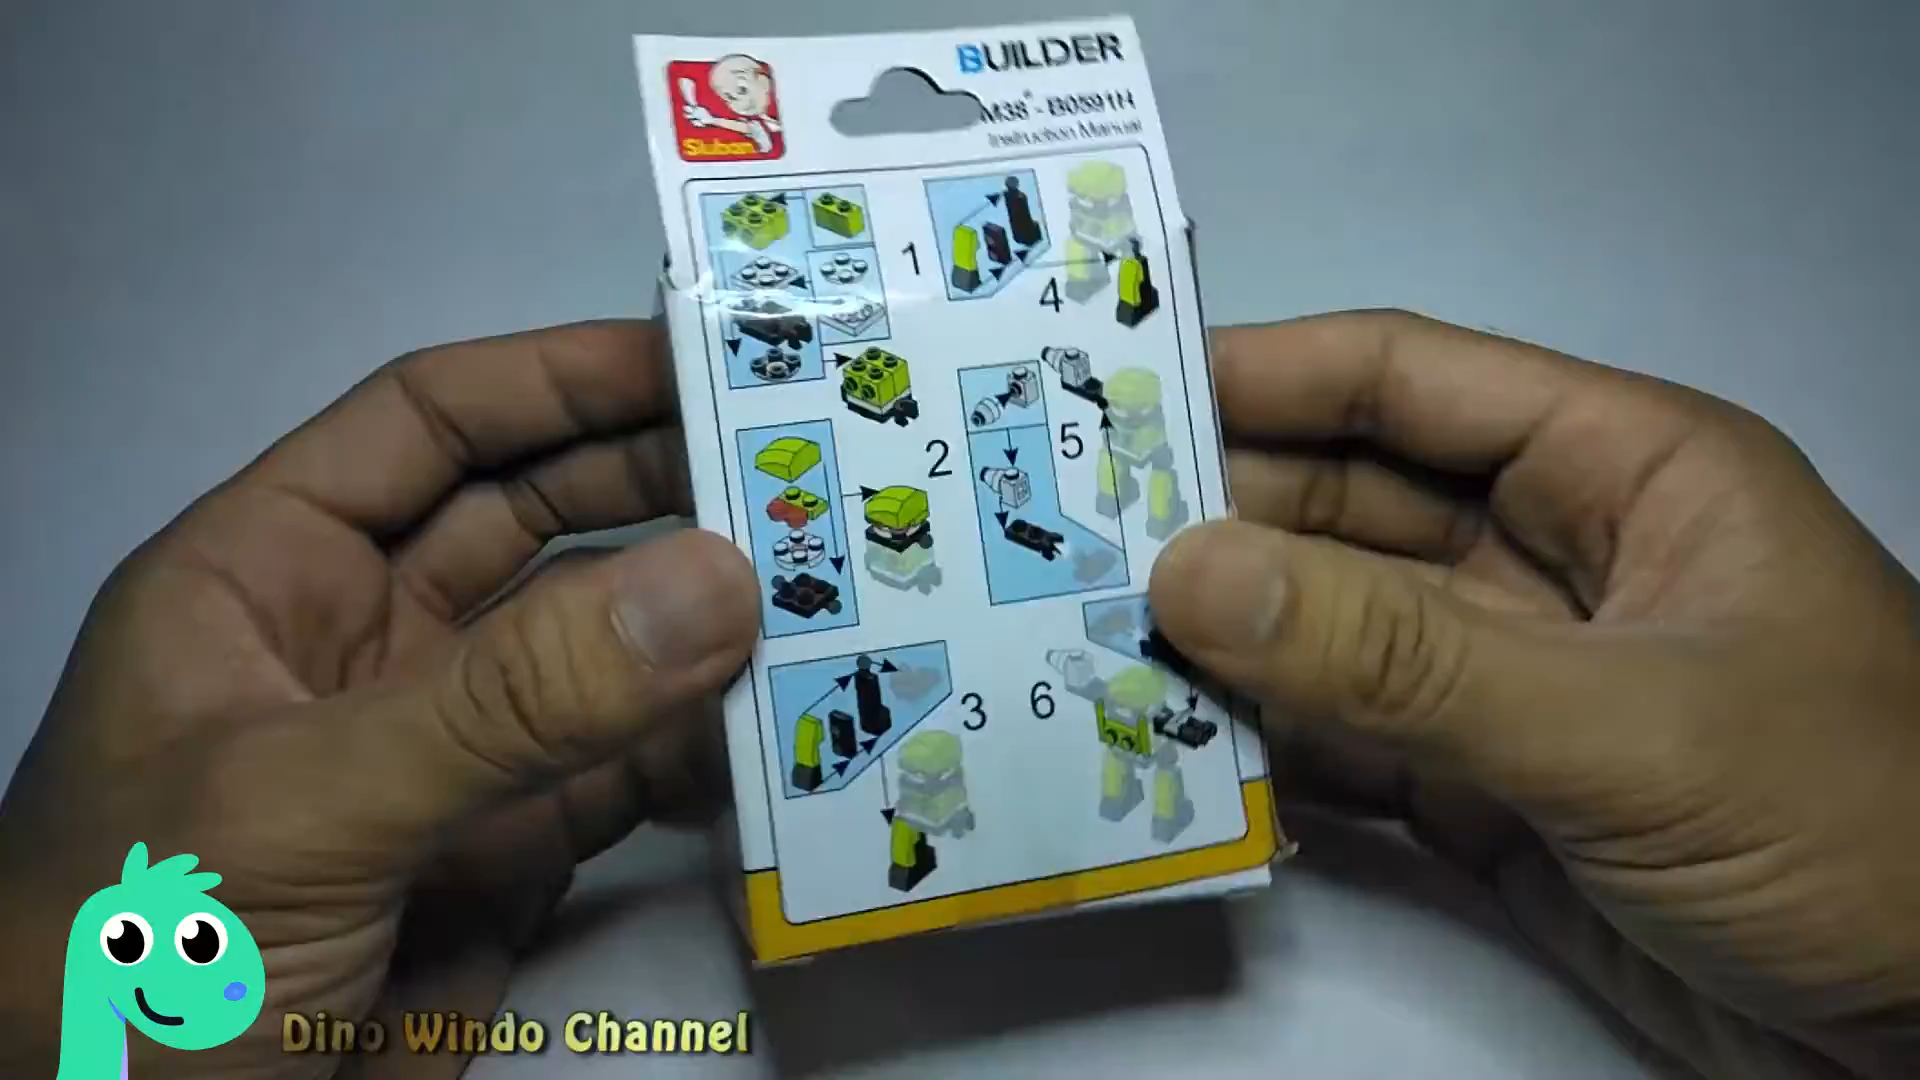 BUILDER
Sluban
M38 - B0591H
Instruction Manual
1
2
3
4
5
6
Dino Windo Channel